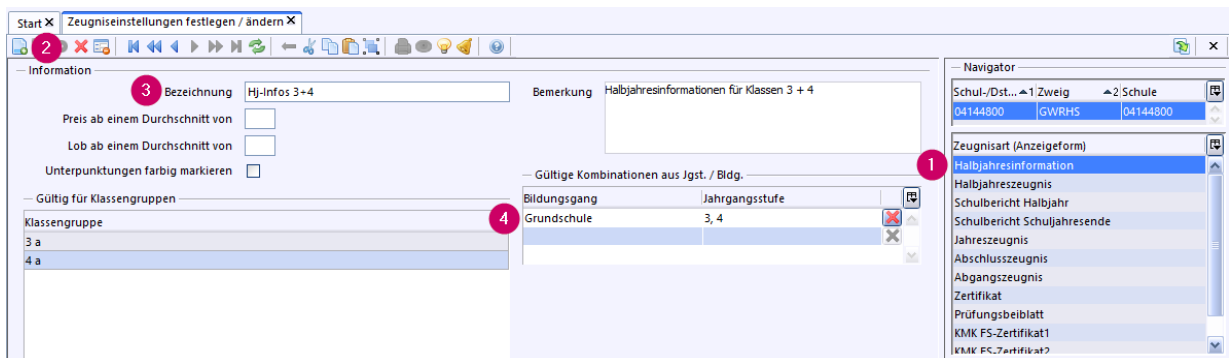 Start X Zeugniseinstellungen festlegen / ändern X
2
Information
3 Bezeichnung Hj-Infos 3+4
Preis ab einem Durchschnitt von
Lob ab einem Durchschnitt von
Unterpunktungen farbig markieren
Bemerkung Halbjahresinformationen für Klassen 3 + 4
Gültig für Klassengruppen
Klassengruppe
3 a
4 a
Gültige Kombinationen aus Jgst. / Bldg.
Bildungsgang Jahrgangsstufe
4 Grundschule 3, 4
Navigator
Schul-/Dst... 1 Zweig 2 Schule
04144800 GWRHS 04144800
Zeugnisart (Anzeigeform)
1 Halbjahresinformation
Halbjahreszeugnis
Schulbericht Halbjahr
Schulbericht Schuljahresende
Jahreszeugnis
Abschlusszeugnis
Abgangszeugnis
Zertifikat
Prüfungsbeiblatt
KMK FS-Zertifikat1
KMK FS-Zertifikat2